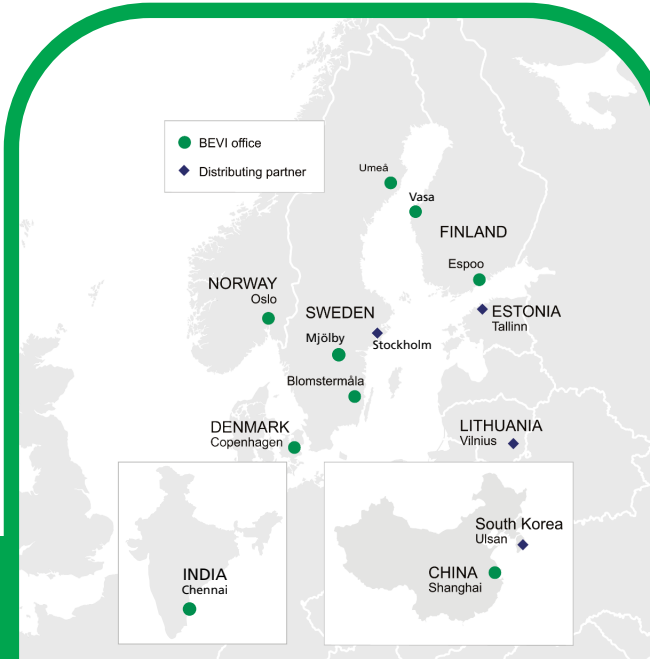 BEVI office
Distributing partner
Umeå
Vasa
FINLAND
Espoo
NORWAY
Oslo
SWEDEN
ESTONIA
Tallinn
Mjölby
Stockholm
Blomstermåla
DENMARK
Copenhagen
LITHUANIA
Vilnius
INDIA
Chennai
South Korea
Ulsan
CHINA
Shanghai